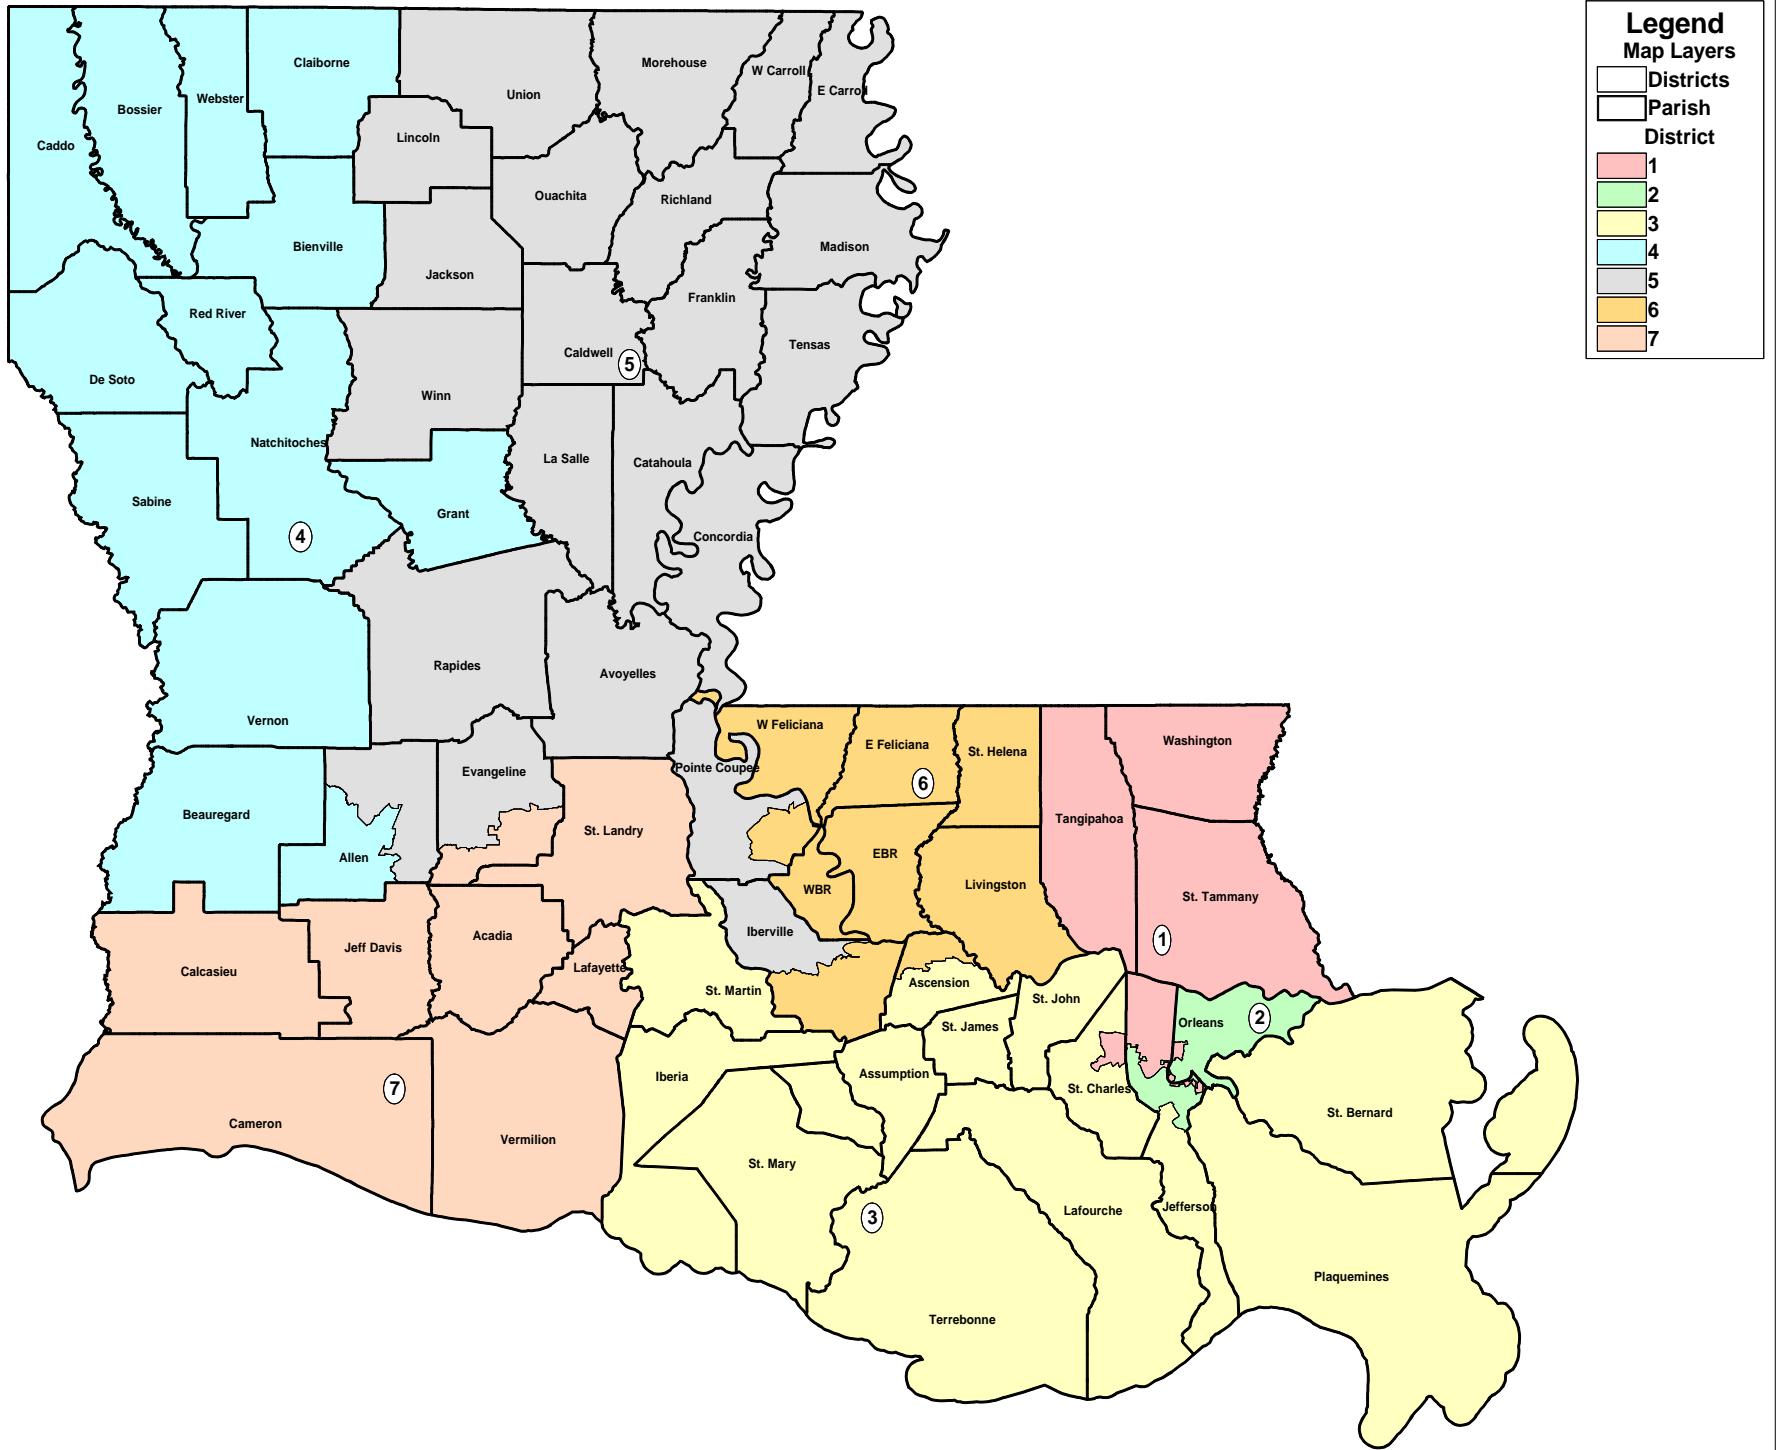 Legend
Map Layers
Districts
Parish
District
1
2
3
4
5
6
7
Claiborne
Morehouse
W Carroll
E Carroll
Union
Webster
Bossier
Caddo
Lincoln
Ouachita
Richland
Madison
Bienville
Jackson
Franklin
Red River
Tensas
Caldwell
5
De Soto
Winn
Natchitoches
La Salle
Catahoula
Sabine
Grant
4
Concordia
Rapides
Avoyelles
Vernon
W Feliciana
E Feliciana
St. Helena
Washington
Evangeline
Pointe Coupee
6
Beauregard
Tangipahoa
St. Landry
Allen
EBR
WBR
Livingston
St. Tammany
Iberville
Acadia
Jeff Davis
1
Calcasieu
Lafayette
St. Martin
Ascension
St. John
Orleans
2
St. James
Iberia
Assumption
7
St. Charles
Cameron
Vermilion
St. Bernard
St. Mary
3
Lafourche
Jefferson
Plaquemines
Terrebonne